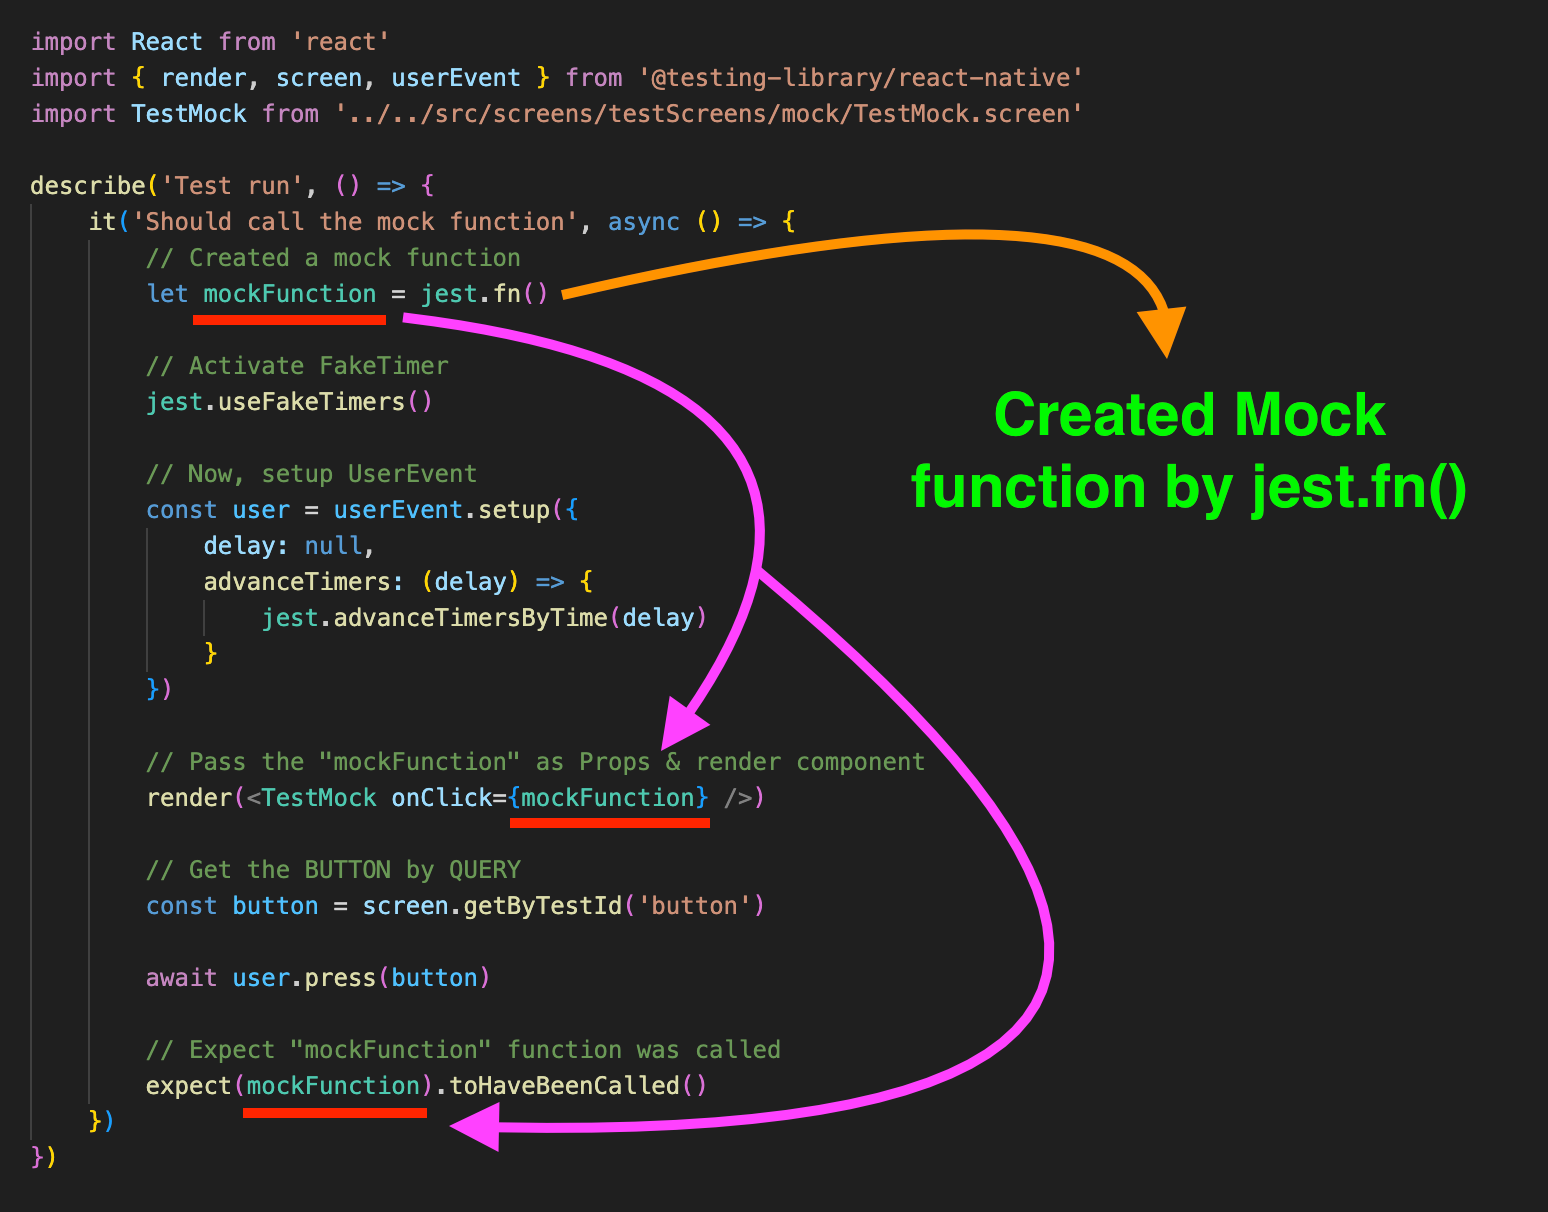 import React from 'react'
import { render, screen, userEvent } from '@testing-library/react-native'
import TestMock from '../../src/screens/testScreens/mock/TestMock.screen'
describe('Test run', () => {
it('Should call the mock function', async () => {
// Created a mock function
let mockFunction = jest.fn()
// Activate FakeTimer
jest.useFakeTimers()
Created Mock
function by jest.fn()
// Now, setup UserEvent
const user = userEvent.setup({
delay: null,
advanceTimers: (delay) => {
jest.advanceTimersByTime(delay)
}
})
// Pass the "mockFunction" as Props & render component
render(<TestMock onClick={mockFunction} />)
// Get the BUTTON by QUERY
const button = screen.getByTestId('button')
await user.press(button)
// Expect "mockFunction" function was called
expect(mockFunction).toHaveBeenCalled()
})
})